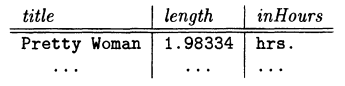 title length inHours
Pretty Woman 1.98334 hrs.
... ... ...